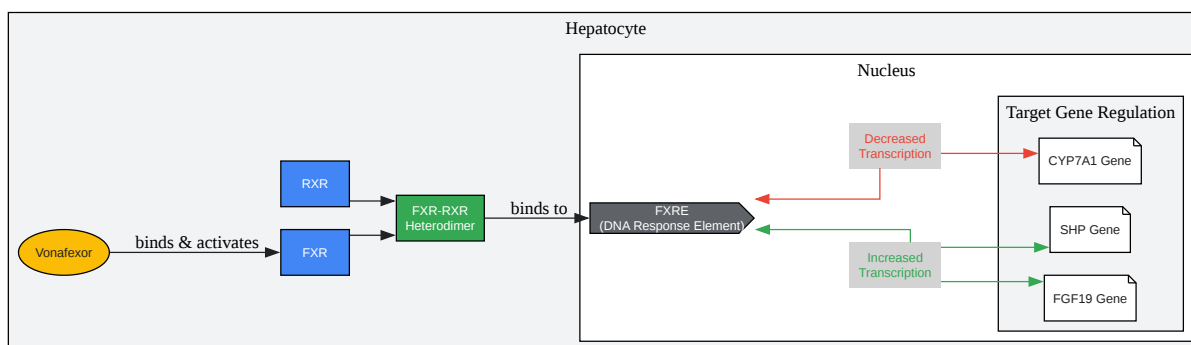 Hepatocyte
Nucleus
Target Gene Regulation
Decreased
Transcription
CYP7A1 Gene
RXR
FXR-RXR
Heterodimer
binds to
FXRE
(DNA Response Element)
SHP Gene
Vonafexor
binds & activates
FXR
Increased
Transcription
FGF19 Gene